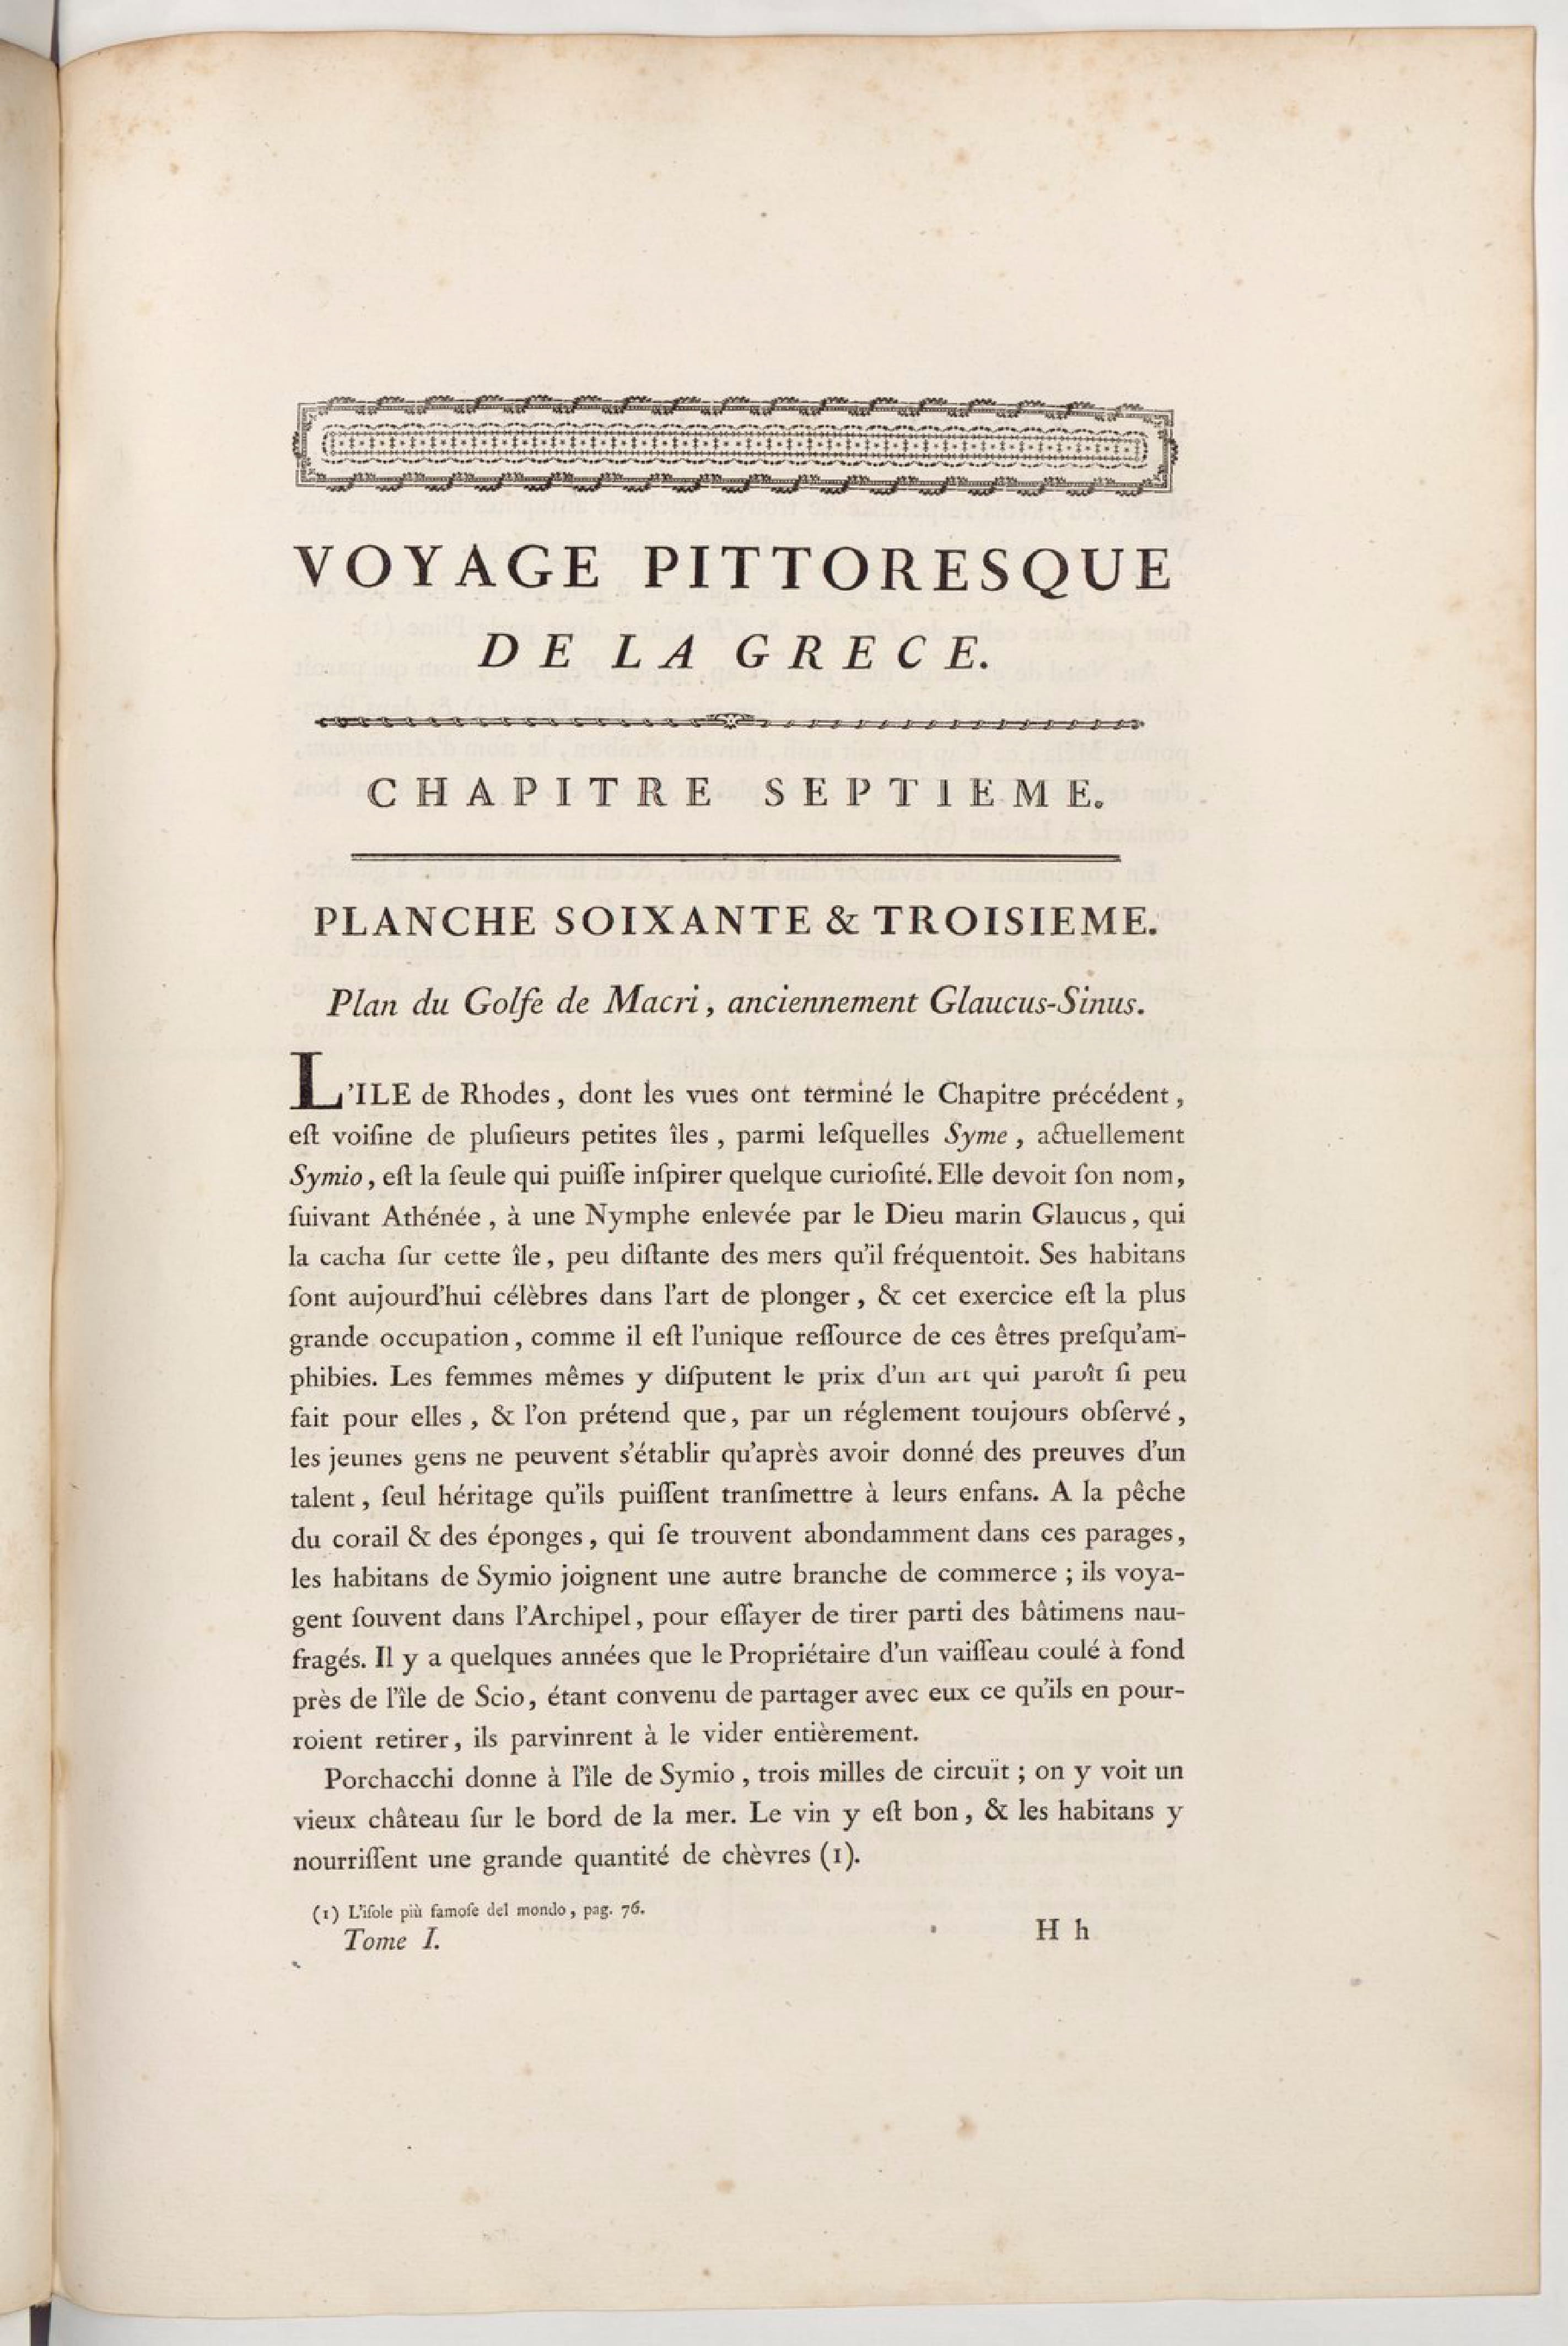 VOYAGE PITTORESQUE
DE LA GRECE.
CHAPITRE SEPTIEME.
PLANCHE SOIXANTE & TROISIEME.
Plan du Golfe de Macri, anciennement Glaucus-Sinus.
L'ILE de Rhodes, dont les vues ont terminé le Chapitre précédent,
eſt voiſine de pluſieurs petites îles, parmi leſquelles Syme, actuellement
Symio, eſt la ſeule qui puiſſe inſpirer quelque curioſité. Elle devoit ſon nom,
ſuivant Athénée, à une Nymphe enlevée par le Dieu marin Glaucus, qui
la cacha ſur cette île, peu diſtante des mers qu'il fréquentoit. Ses habitans
ſont aujourd'hui célèbres dans l'art de plonger, & cet exercice eſt la plus
grande occupation, comme il eſt l'unique reſſource de ces êtres preſqu'am-
phibies. Les femmes mêmes y diſputent le prix d'un art qui paroît ſi peu
fait pour elles, & l'on prétend que, par un réglement toujours obſervé,
les jeunes gens ne peuvent s'établir qu'après avoir donné des preuves d'un
talent, ſeul héritage qu'ils puiſſent tranſmettre à leurs enfans. A la pêche
du corail & des éponges, qui ſe trouvent abondamment dans ces parages,
les habitans de Symio joignent une autre branche de commerce; ils voya-
gent ſouvent dans l'Archipel, pour eſſayer de tirer parti des bâtimens nau-
fragés. Il y a quelques années que le Propriétaire d'un vaiſſeau coulé à fond
près de l'île de Scio, étant convenu de partager avec eux ce qu'ils en pour-
roient retirer, ils parvinrent à le vider entièrement.
Porchacchi donne à l'île de Symio, trois milles de circuït; on y voit un
vieux château ſur le bord de la mer. Le vin y eſt bon, & les habitans y
nourriſſent une grande quantité de chèvres (1).
(1) L'iſole più famoſe del mondo, pag. 76.
Tome I. H h